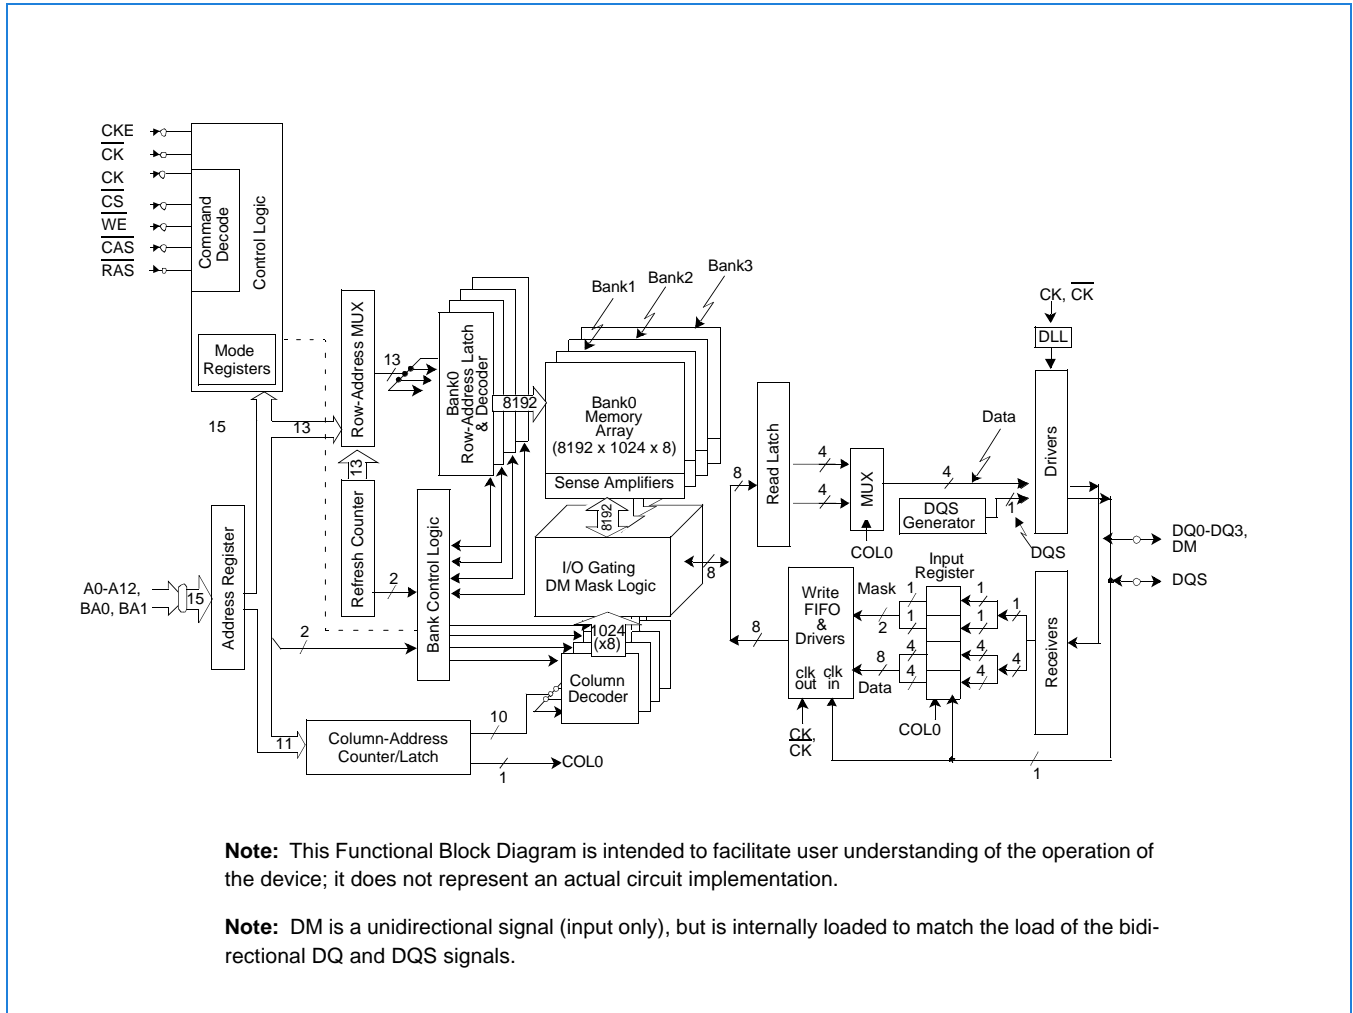 CKE
CK
CK
CS
WE
CAS
RAS
Command
Decode
Control Logic
Mode
Registers
Row-Address MUX
13
Bank0
Row-Address Latch
& Decoder
8192
Bank1
Bank2
Bank3
Bank0
Memory
Array
(8192 x 1024 x 8)
Sense Amplifiers
8192
15
13
13
Refresh Counter
Address Register
A0-A12,
BA0, BA1
15
2
2
Bank Control Logic
I/O Gating
DM Mask Logic
1024
(x8)
Column
Decoder
11
Column-Address
Counter/Latch
10
1
COL0
8
8
8
Read Latch
4
4
MUX
COL0
4
Data
DQS
Generator
1
DQS
CK, CK
DLL
Drivers
DQ0-DQ3,
DM
DQS
Input
Register
Write
FIFO
&
Drivers
clk
out
clk
in
Mask
2
8
Data
1
1
4
4
1
1
4
4
1
4
Receivers
COL0
CK,
CK
1
Note: This Functional Block Diagram is intended to facilitate user understanding of the operation of
the device; it does not represent an actual circuit implementation.
Note: DM is a unidirectional signal (input only), but is internally loaded to match the load of the bidi-
rectional DQ and DQS signals.